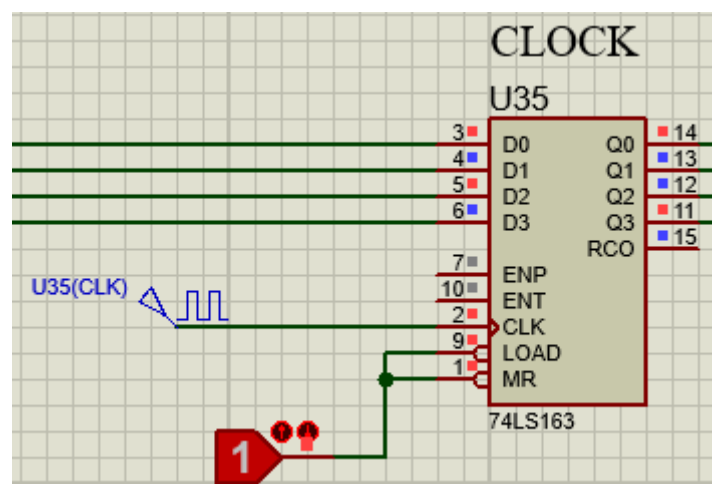 CLOCK
U35
3 D0 Q0 14
4 D1 Q1 13
5 D2 Q2 12
6 D3 Q3 11
RCO 15
7 ENP
10 ENT
U35(CLK)
2 CLK
9 LOAD
1 MR
74LS163
1